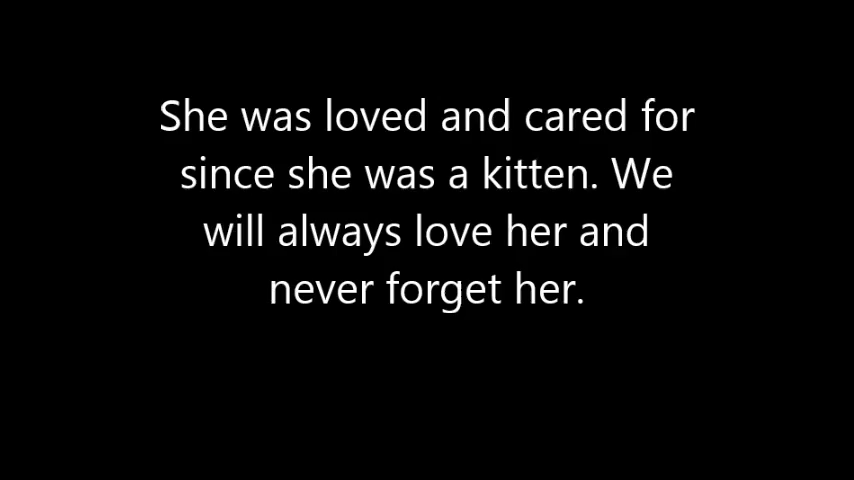 She was loved and cared for
since she was a kitten. We
will always love her and
never forget her.